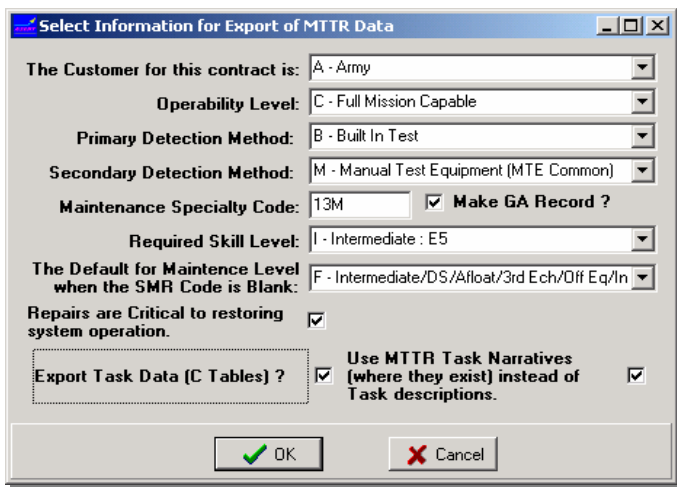 Select Information for Export of MTTR Data
The Customer for this contract is: A - Army
Operability Level: C - Full Mission Capable
Primary Detection Method: B - Built In Test
Secondary Detection Method: M - Manual Test Equipment (MTE Common)
Maintenance Specialty Code: 13M Make GA Record ?
Required Skill Level: I - Intermediate : E5
The Default for Maintence Level
when the SMR Code is Blank: F - Intermediate/DS/Afloat/3rd Ech/Off Eq/In
Repairs are Critical to restoring
system operation.
Export Task Data (C Tables) ?
Use MTTR Task Narratives
(where they exist) instead of
Task descriptions.
OK Cancel